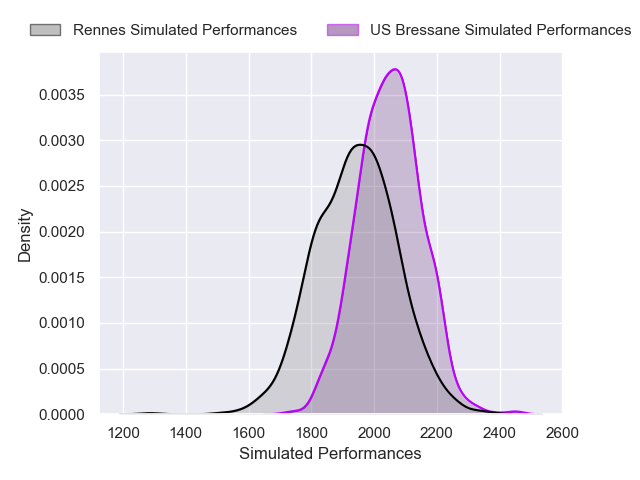 Rennes Simulated Performances US Bressane Simulated Performances
0.0035
0.0030
0.0025
0.0020
0.0015
0.0010
0.0005
0.0000
Density
1200 1400 1600 1800 2000 2200 2400 2600
Simulated Performances